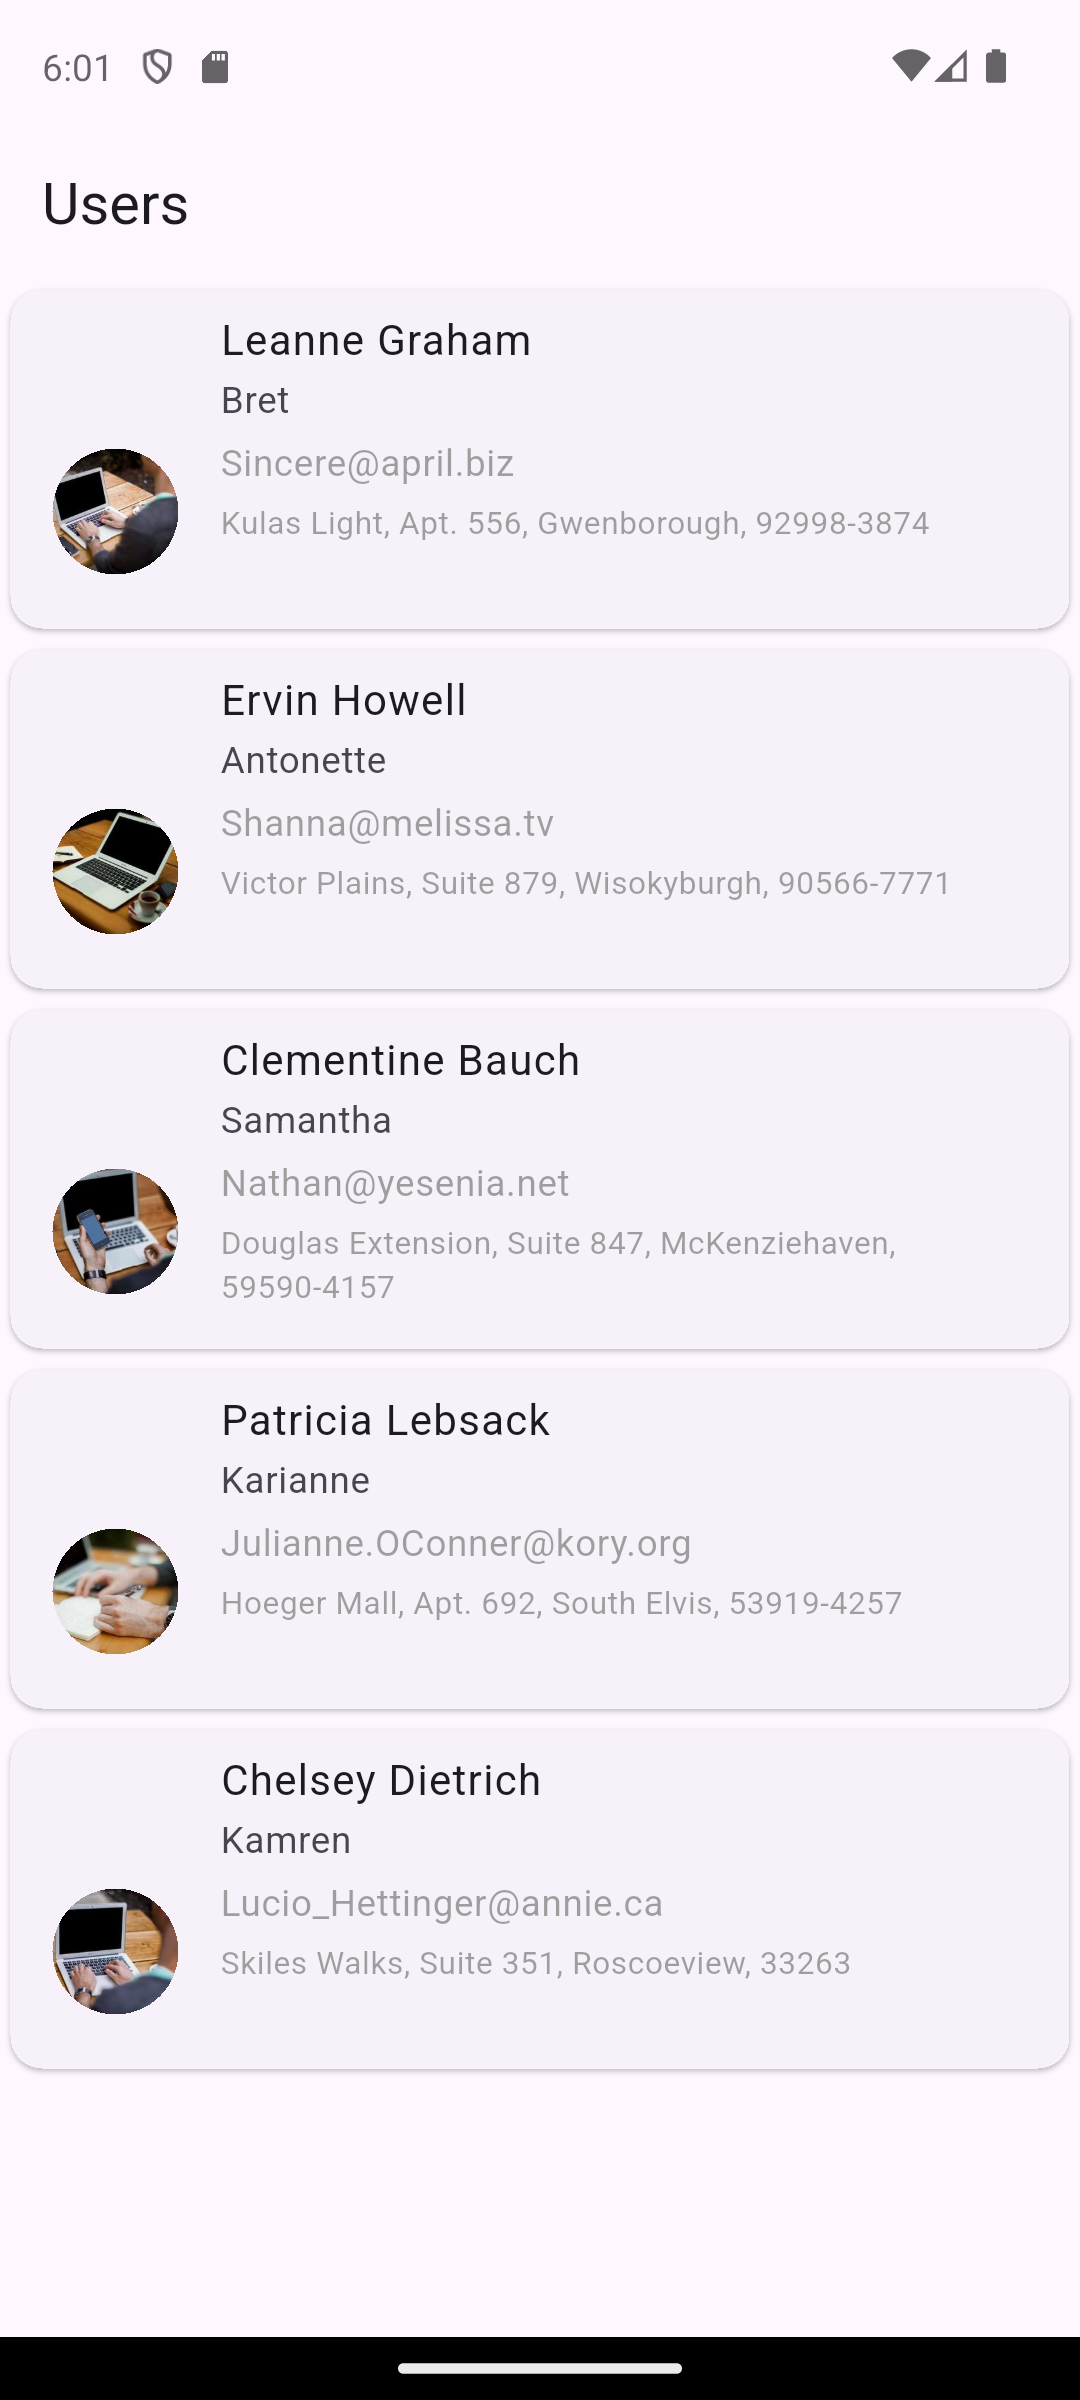 6:01
Users
Leanne Graham
Bret
Sincere@april.biz
Kulas Light, Apt. 556, Gwenborough, 92998-3874
Ervin Howell
Antonette
Shanna@melissa.tv
Victor Plains, Suite 879, Wisokyburgh, 90566-7771
Clementine Bauch
Samantha
Nathan@yesenia.net
Douglas Extension, Suite 847, McKenziehaven,
59590-4157
Patricia Lebsack
Karianne
Julianne.OConner@kory.org
Hoeger Mall, Apt. 692, South Elvis, 53919-4257
Chelsey Dietrich
Kamren
Lucio_Hettinger@annie.ca
Skiles Walks, Suite 351, Roscoeview, 33263